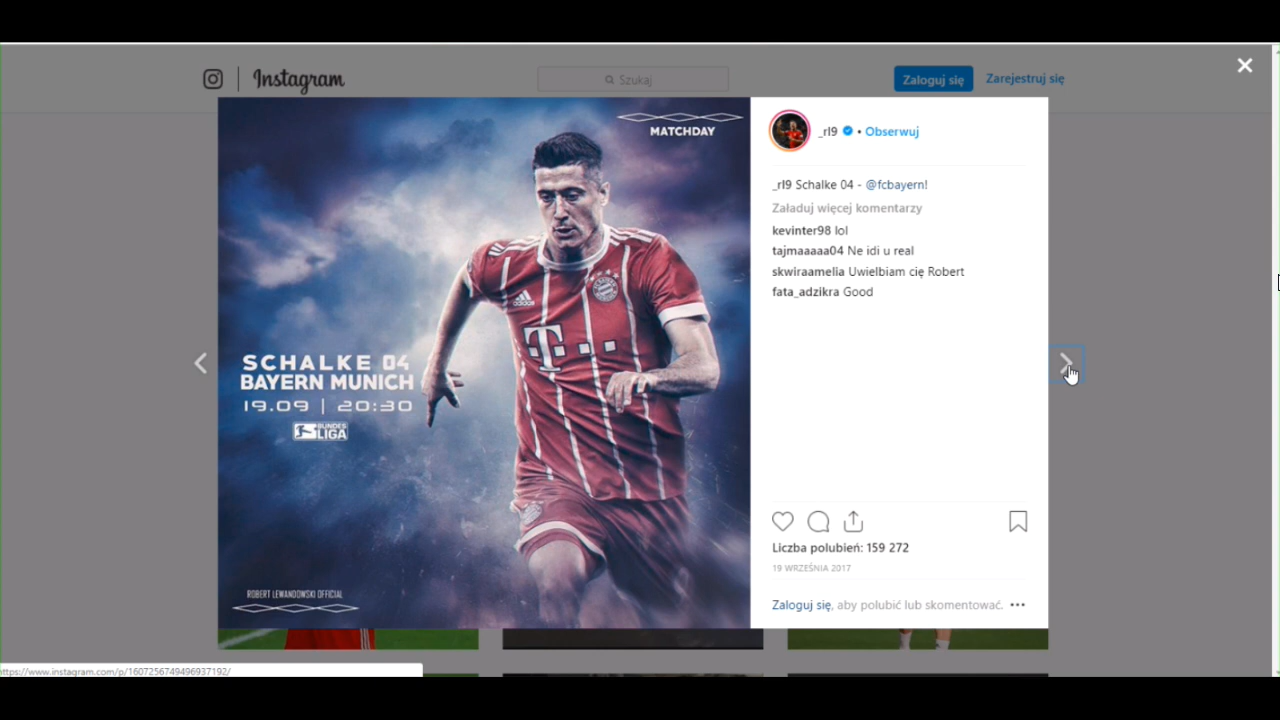 Instagram
Szukaj
Zaloguj się
Zarejestruj się
MATCHDAY
SCHALKE 04
BAYERN MUNICH
19.09 | 20:30
BUNDES
LIGA
ROBERT LEWANDOWSKI OFFICIAL
adidas
T
_rl9 • Obserwuj
_rl9 Schalke 04 - @fcbayern!
Załaduj więcej komentarzy
kevinter98 lol
tajmaaaaa04 Ne idi u real
skwiraamelia Uwielbiam cię Robert
fata_adzikra Good
Liczba polubień: 159 272
19 WRZEŚNIA 2017
Zaloguj się, aby polubić lub skomentować.
https://www.instagram.com/p/1607256749496937192/